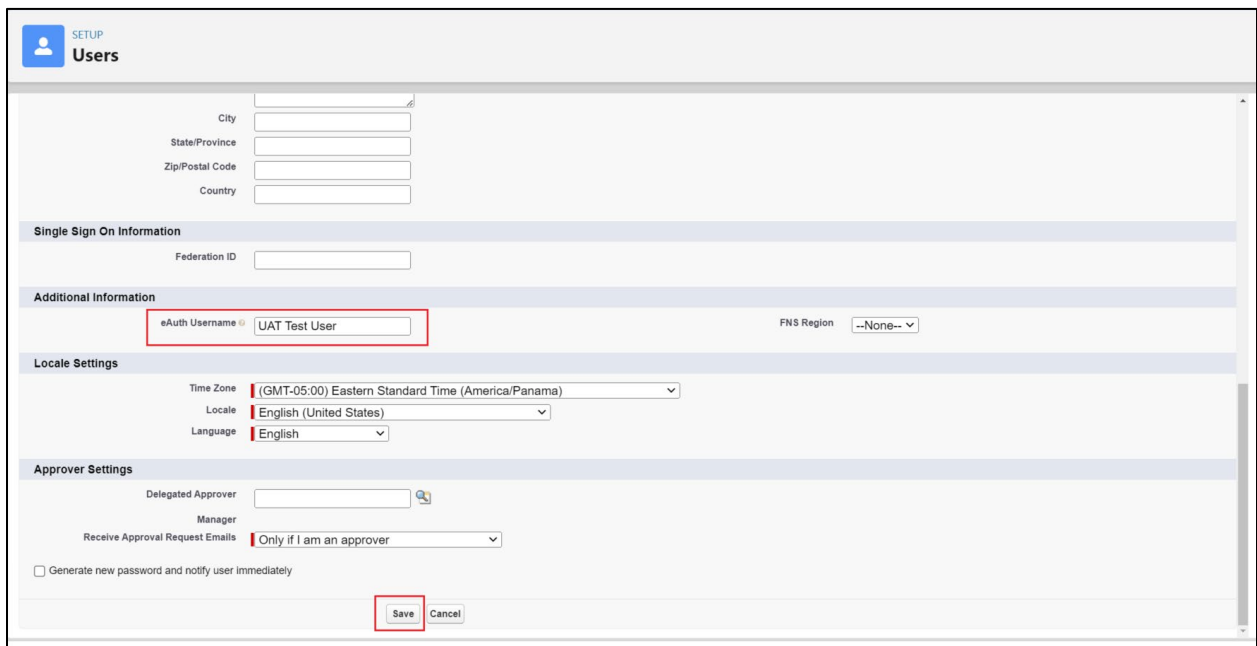 SETUP
Users
City
State/Province
Zip/Postal Code
Country
Single Sign On Information
Federation ID
Additional Information
eAuth Username UAT Test User FNS Region --None--
Locale Settings
Time Zone (GMT-05:00) Eastern Standard Time (America/Panama)
Locale English (United States)
Language English
Approver Settings
Delegated Approver
Manager
Receive Approval Request Emails Only if I am an approver
Generate new password and notify user immediately
Save Cancel